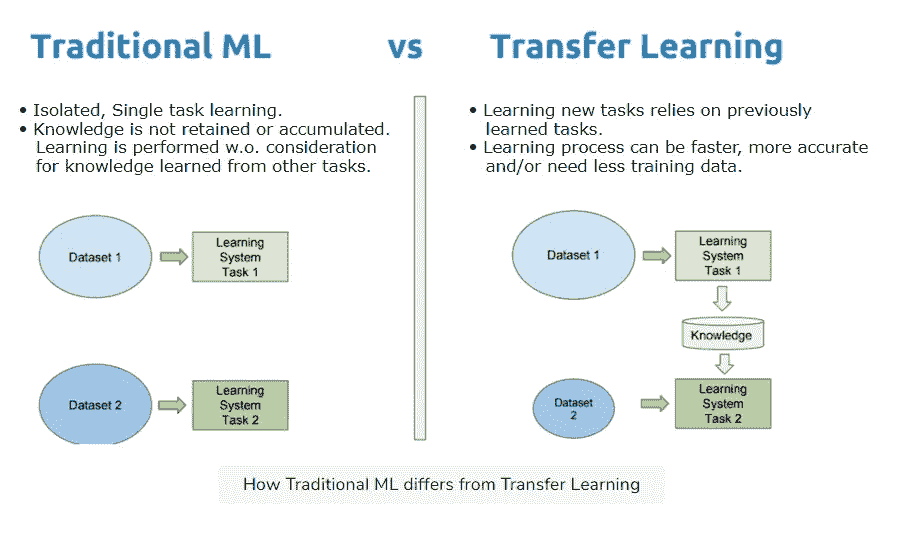 Traditional ML vs Transfer Learning
• Isolated, Single task learning.
• Knowledge is not retained or accumulated.
Learning is performed w.o. consideration
for knowledge learned from other tasks.
• Learning new tasks relies on previously
learned tasks.
• Learning process can be faster, more accurate
and/or need less training data.
Dataset 1
Learning
System
Task 1
Dataset 2
Learning
System
Task 2
Dataset 1
Learning
System
Task 1
Knowledge
Dataset
2
Learning
System
Task 2
How Traditional ML differs from Transfer Learning